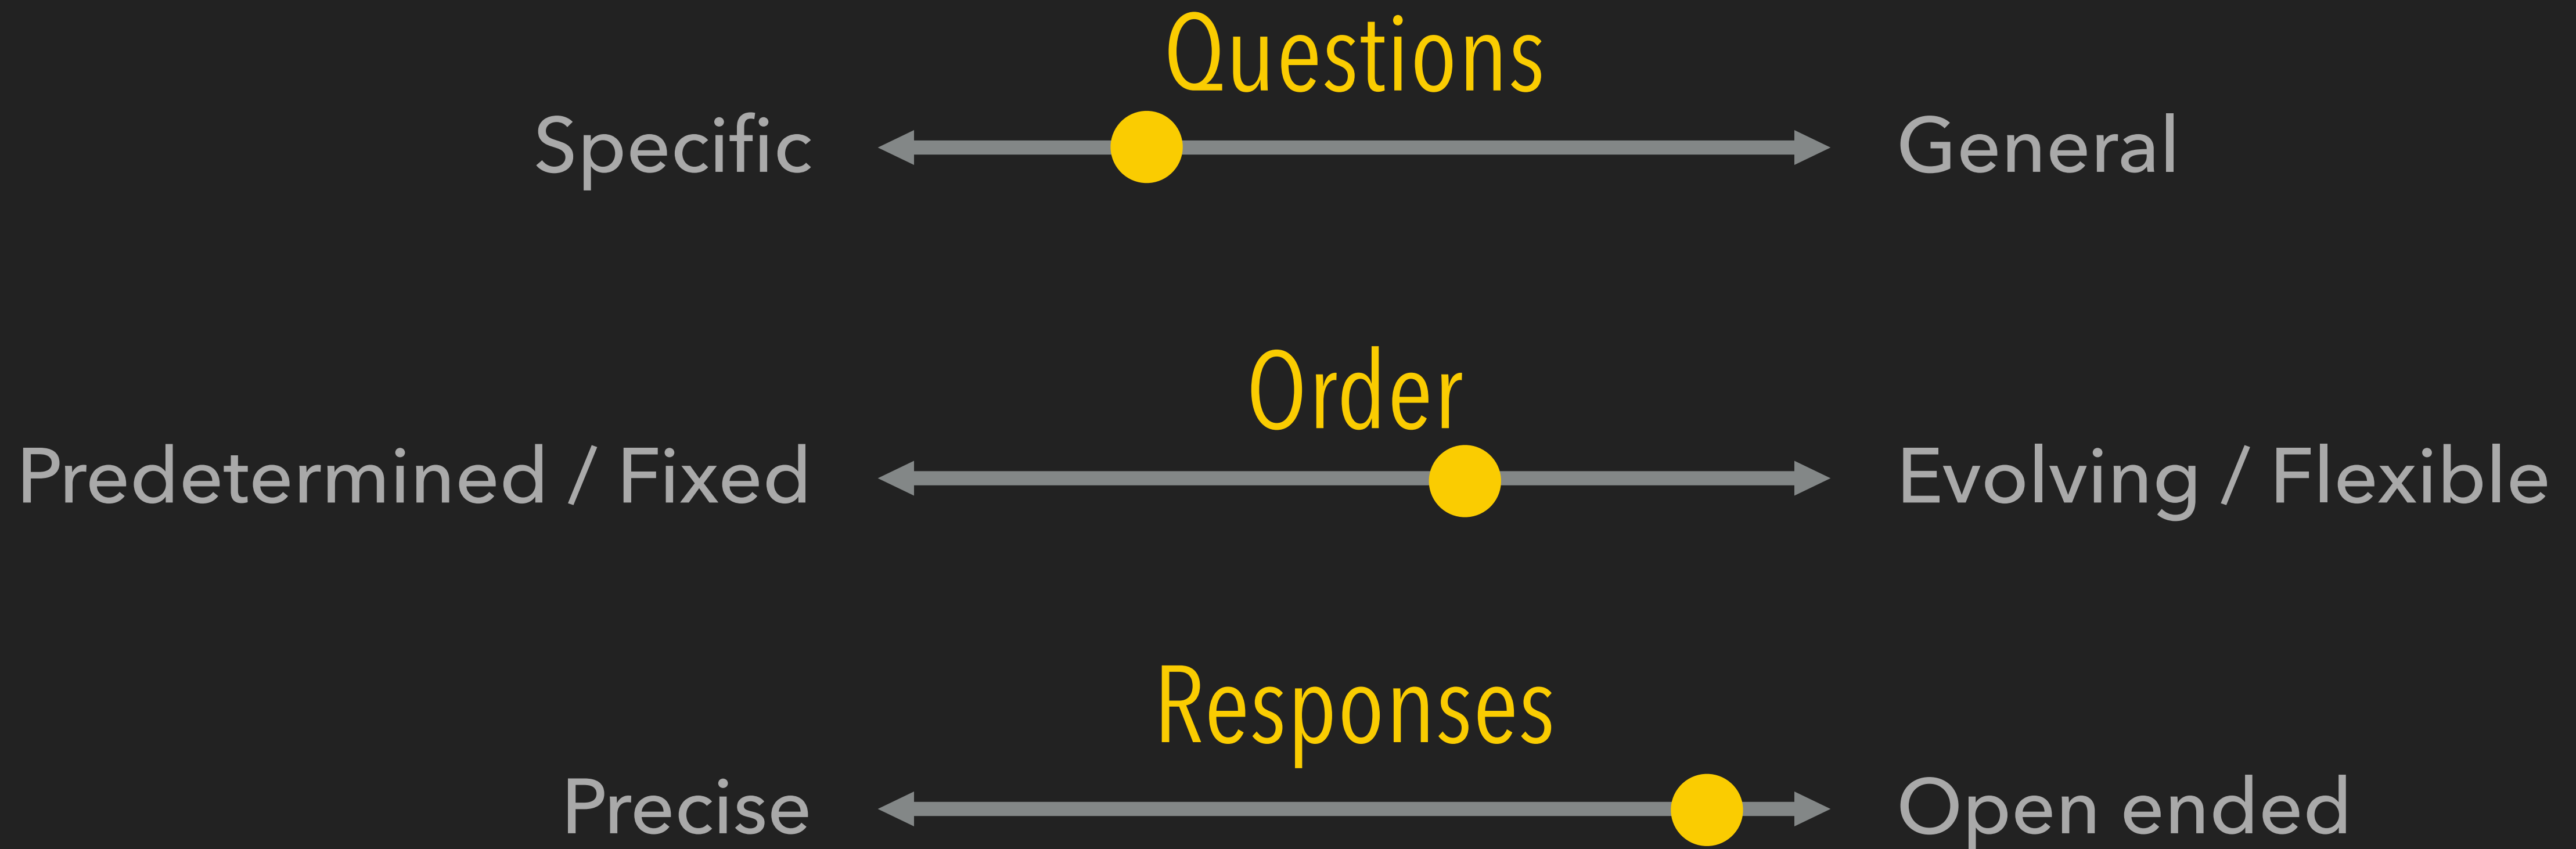 Questions
Specific General
Order
Predetermined / Fixed Evolving / Flexible
Responses
Precise Open ended